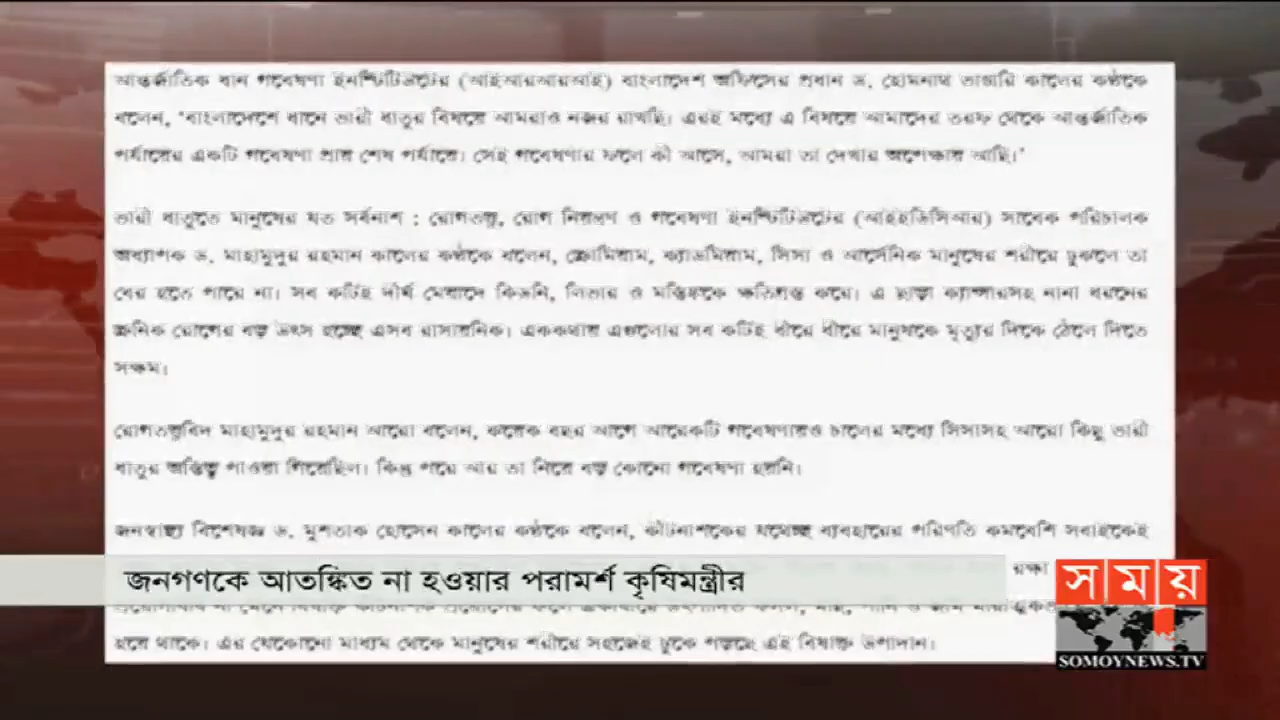 আন্তর্জাতিক ধান গবেষণা ইনস্টিটিউটের (আইআরআরআই) বাংলাদেশ অফিসের প্রধান ড. হোমনাথ ভাণ্ডারি কালের কণ্ঠকে
বলেন, 'বাংলাদেশে ধানে ভারী ধাতুর বিষয়ে আমরাও নজর রাখছি। এরই মধ্যে এ বিষয়ে আমাদের তরফ থেকে আন্তর্জাতিক
পর্যায়ের একটি গবেষণা প্রায় শেষ পর্যায়ে। সেই গবেষণার ফলে কী আসে, আমরা তা দেখার অপেক্ষায় আছি।'
ভারী ধাতুতে মানুষের যত সর্বনাশ : রোগতত্ত্ব, রোগ নিয়ন্ত্রণ ও গবেষণা ইনস্টিটিউটের (আইইডিসিআর) সাবেক পরিচালক
অধ্যাপক ড. মাহামুদুর রহমান কালের কণ্ঠকে বলেন, ক্রোমিয়াম, ক্যাডমিয়াম, সিসা ও আর্সেনিক মানুষের শরীরে ঢুকলে তা
বের হতে পারে না। সব কটিই দীর্ঘ মেয়াদে কিডনি, লিভার ও মস্তিষ্ককে ক্ষতিগ্রস্ত করে। এ ছাড়া ক্যান্সারসহ নানা ধরনের
ক্রনিক রোগের বড় উৎস হচ্ছে এসব রাসায়নিক। এককথায় এগুলোর সব কটিই ধীরে ধীরে মানুষকে মৃত্যুর দিকে ঠেলে দিতে
সক্ষম।
রোগতত্ত্ববিদ মাহামুদুর রহমান আরো বলেন, কয়েক বছর আগে আরেকটি গবেষণায়ও চালের মধ্যে সিসাসহ আরো কিছু ভারী
ধাতুর অস্তিত্ব পাওয়া গিয়েছিল। কিন্তু পরে আর তা নিয়ে বড় কোনো গবেষণা হয়নি।
জনস্বাস্থ্য বিশেষজ্ঞ ড. মুশতাক হোসেন কালের কণ্ঠকে বলেন, কীটনাশকের যথেচ্ছ ব্যবহারের পরিণতি কমবেশি সবাইকেই
রক্ষা
জনগণকে আতঙ্কিত না হওয়ার পরামর্শ কৃষিমন্ত্রীর
হয়ে থাকে। এর যেকোনো মাধ্যম থেকে মানুষের শরীরে সহজেই ঢুকে পড়ছে এই বিষাক্ত উপাদান।
সময়
SOMOYNEWS.TV